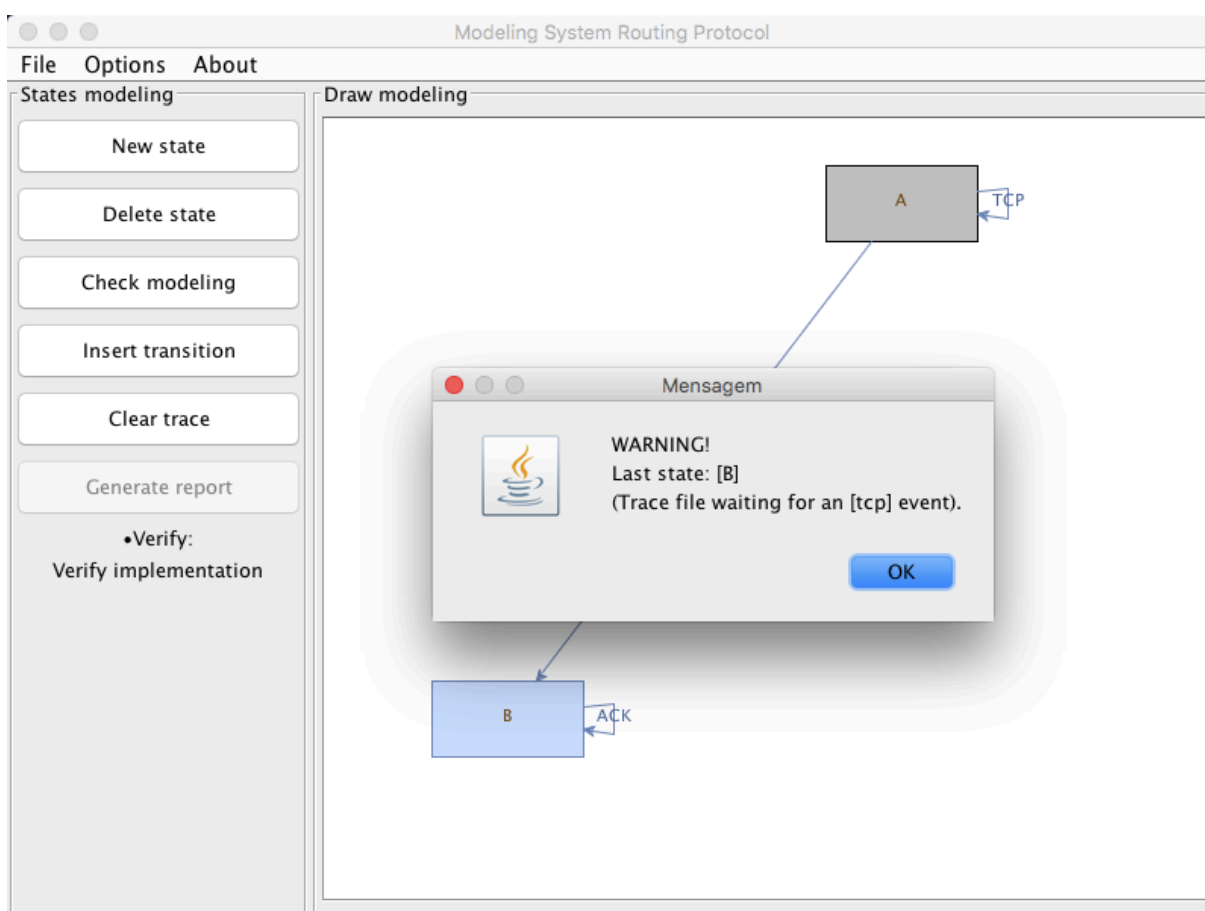 Modeling System Routing Protocol
File Options About
States modeling
Draw modeling
New state
Delete state
Check modeling
Insert transition
Clear trace
Generate report
•Verify:
Verify implementation
A
TCP
Mensagem
WARNING!
Last state: [B]
(Trace file waiting for an [tcp] event).
OK
B
ACK